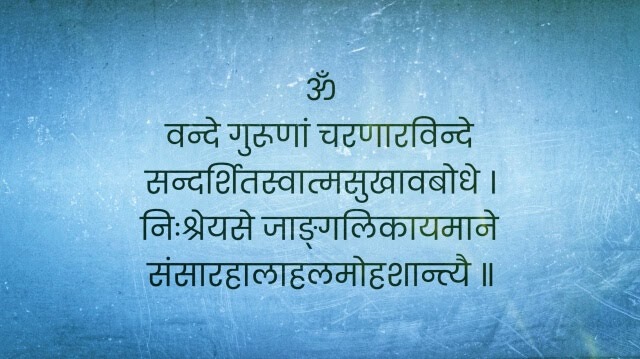 ॐ
वन्दे गुरूणां चरणारविन्दे
सन्दर्शितस्वात्मसुखावबोधे ।
निःश्रेयसे जाङ्गलिकायमाने
संसारहालाहलमोहशान्त्यै ॥